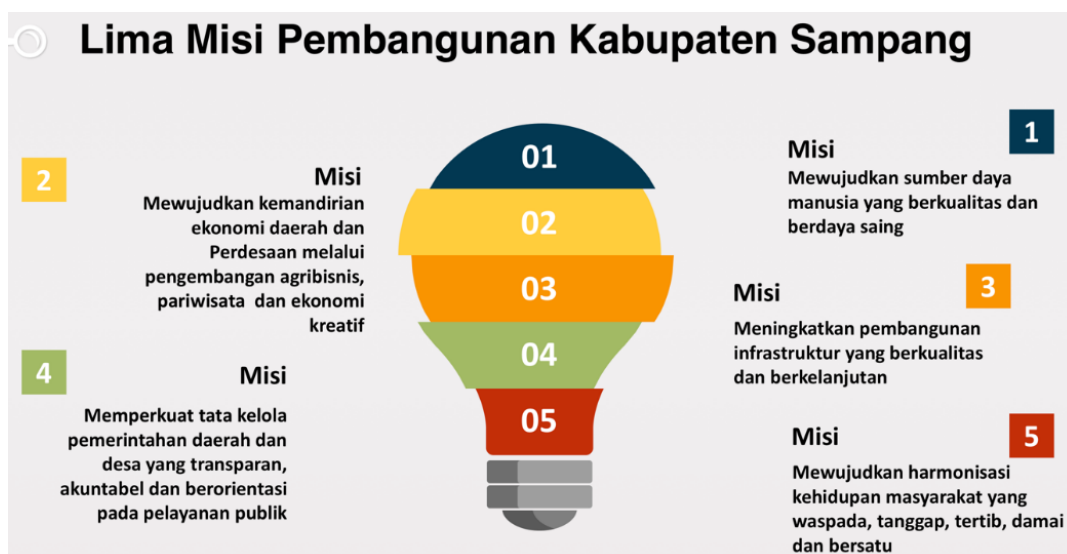 Lima Misi Pembangunan Kabupaten Sampang
1
Misi
Mewujudkan sumber daya
manusia yang berkualitas dan
berdaya saing
2
Misi
Mewujudkan kemandirian
ekonomi daerah dan
Perdesaan melalui
pengembangan agribisnis,
pariwisata dan ekonomi
kreatif
3
Misi
Meningkatkan pembangunan
infrastruktur yang berkualitas
dan berkelanjutan
4
Misi
Memperkuat tata kelola
pemerintahan daerah dan
desa yang transparan,
akuntabel dan berorientasi
pada pelayanan publik
5
Misi
Mewujudkan harmonisasi
kehidupan masyarakat yang
waspada, tanggap, tertib, damai
dan bersatu
01
02
03
04
05